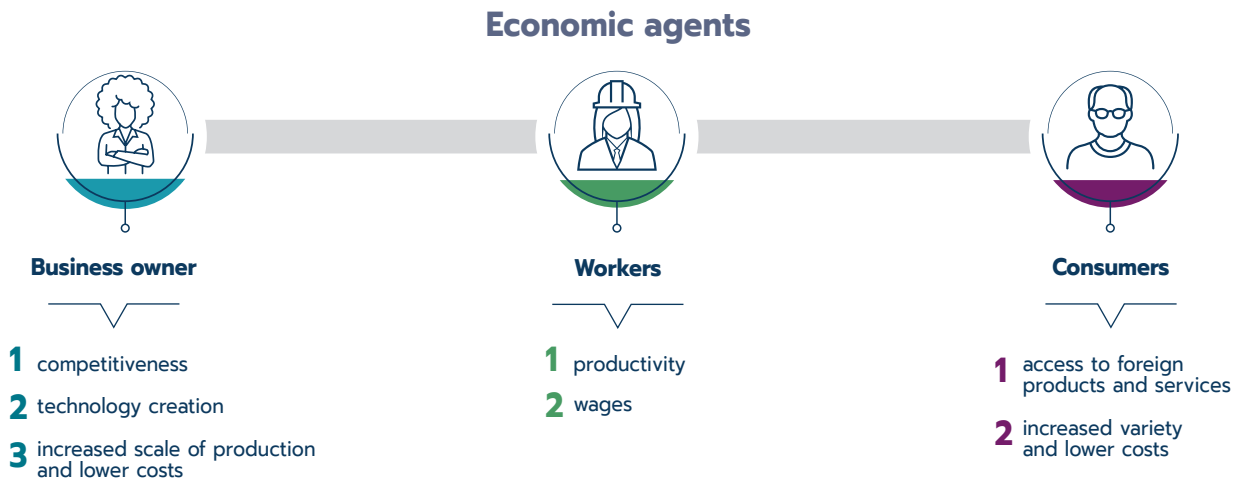 Economic agents
Business owner
1 competitiveness
2 technology creation
3 increased scale of production
and lower costs
Workers
1 productivity
2 wages
Consumers
1 access to foreign
products and services
2 increased variety
and lower costs